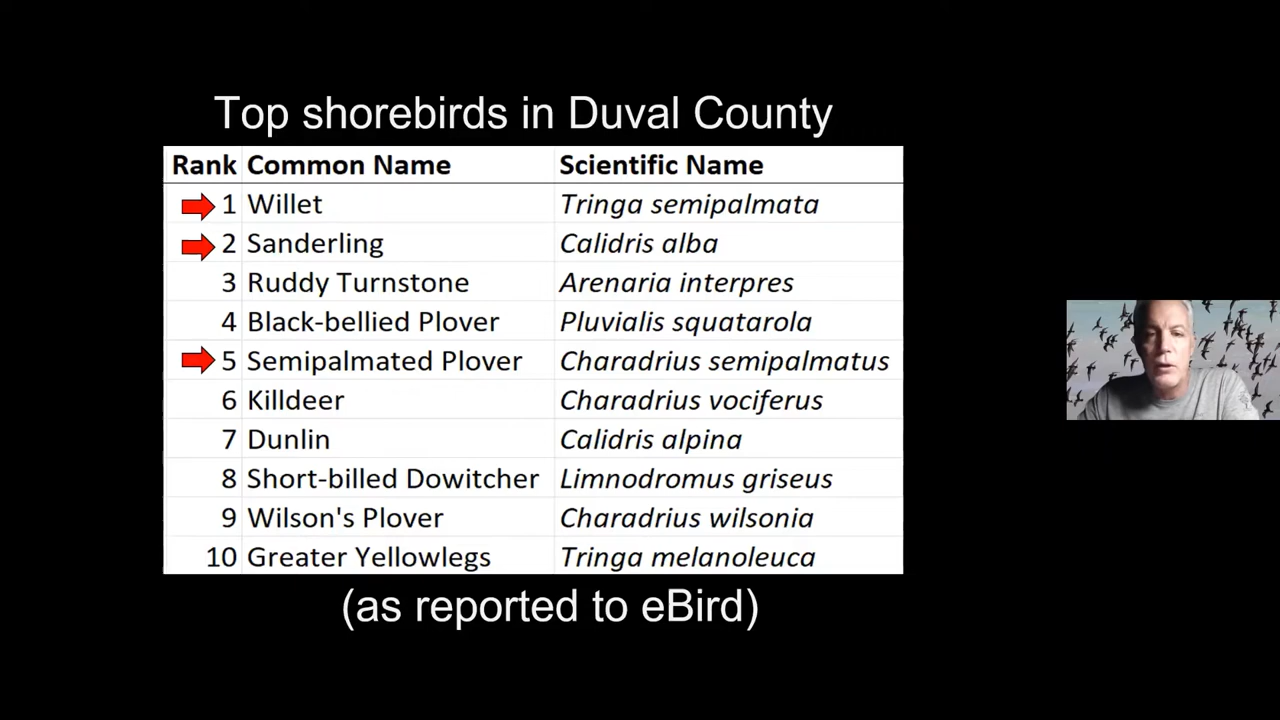 Top shorebirds in Duval County
Rank Common Name Scientific Name
1 Willet Tringa semipalmata
2 Sanderling Calidris alba
3 Ruddy Turnstone Arenaria interpres
4 Black-bellied Plover Pluvialis squatarola
5 Semipalmated Plover Charadrius semipalmatus
6 Killdeer Charadrius vociferus
7 Dunlin Calidris alpina
8 Short-billed Dowitcher Limnodromus griseus
9 Wilson's Plover Charadrius wilsonia
10 Greater Yellowlegs Tringa melanoleuca
(as reported to eBird)